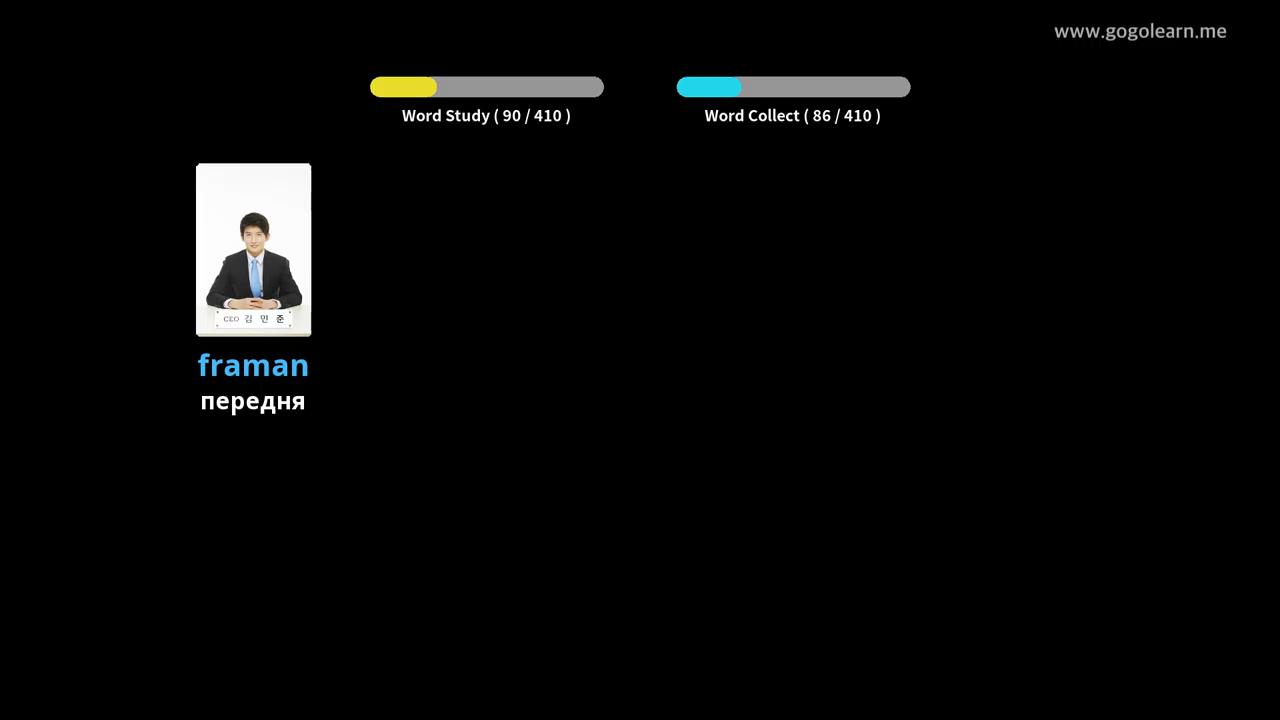 www.gogolearn.me
Word Study ( 90 / 410 )
Word Collect ( 86 / 410 )
CEO 김 민 준
framan
передня